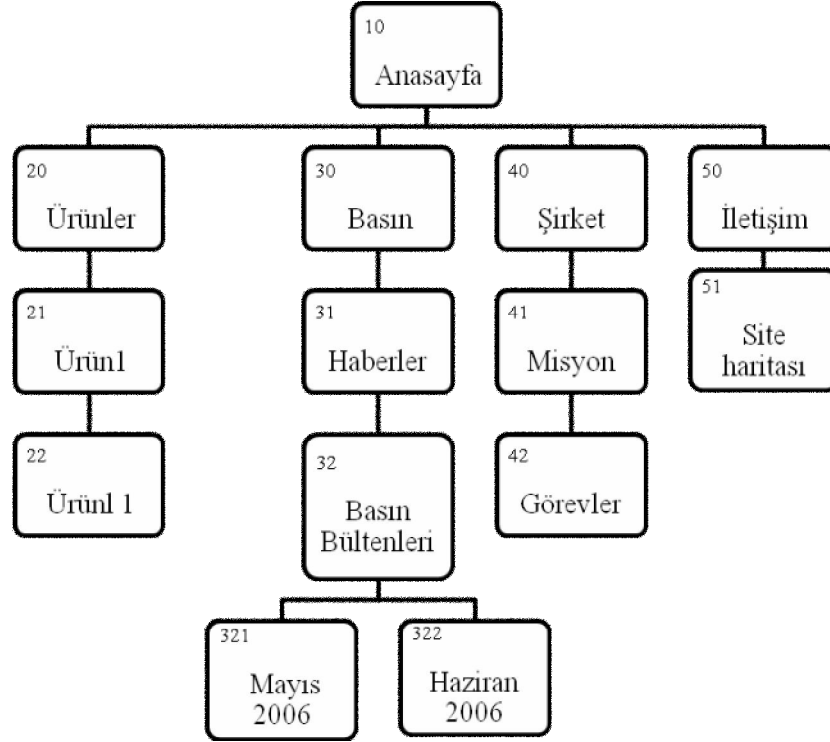 10
Anasayfa
20
Ürünler
30
Basın
40
Şirket
50
İletişim
21
Ürün1
31
Haberler
41
Misyon
51
Site
haritası
22
Ürünl 1
32
Basın
Bültenleri
42
Görevler
321
Mayıs
2006
322
Haziran
2006